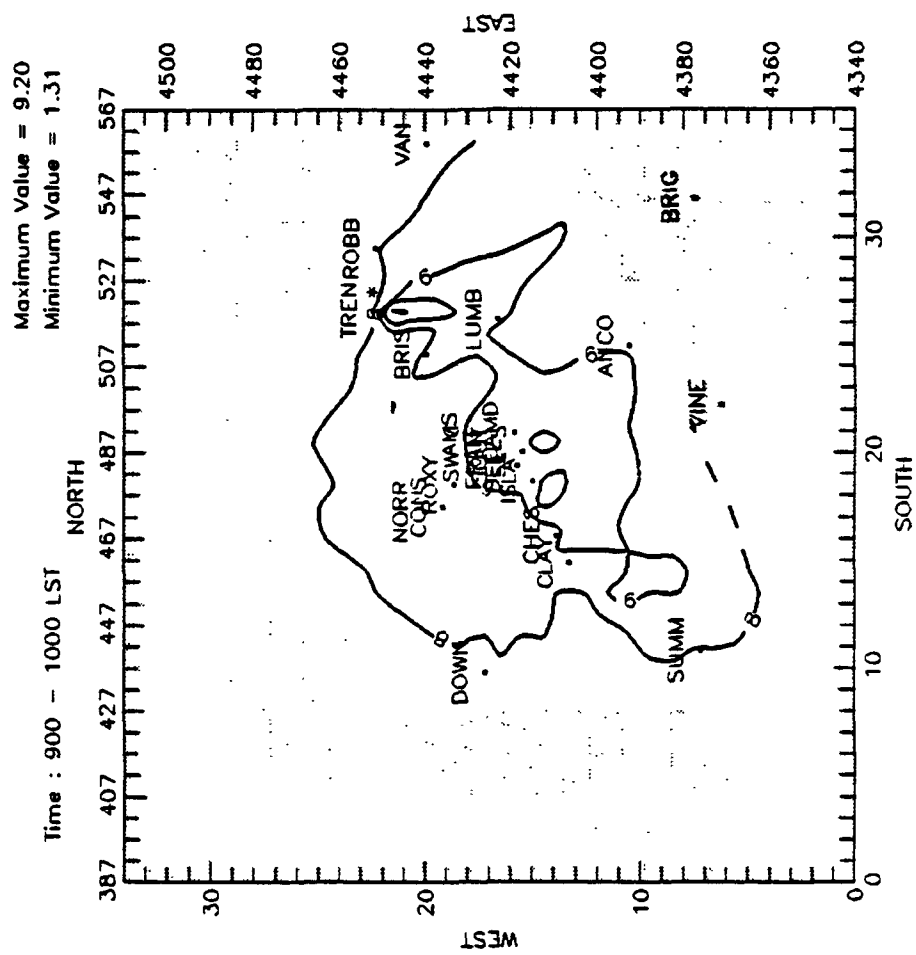 Maximum Value = 9.20
Time : 900 - 1000 LST
Minimum Value = 1.31
NORTH
387 407 427 447 467 487 507 527 547 567
WEST
30
20
10
0
EAST
4500
4480
4460
4440
4420
4400
4380
4360
4340
TRENROBB
VAN
BRIS
NORR
CONS
ROXY
DOWN
LUMB
ISLA
CHES
CLAY
ANCO
BRIG
SUMM
VINE
8
8
8
6
6
6
0 10 20 30
SOUTH